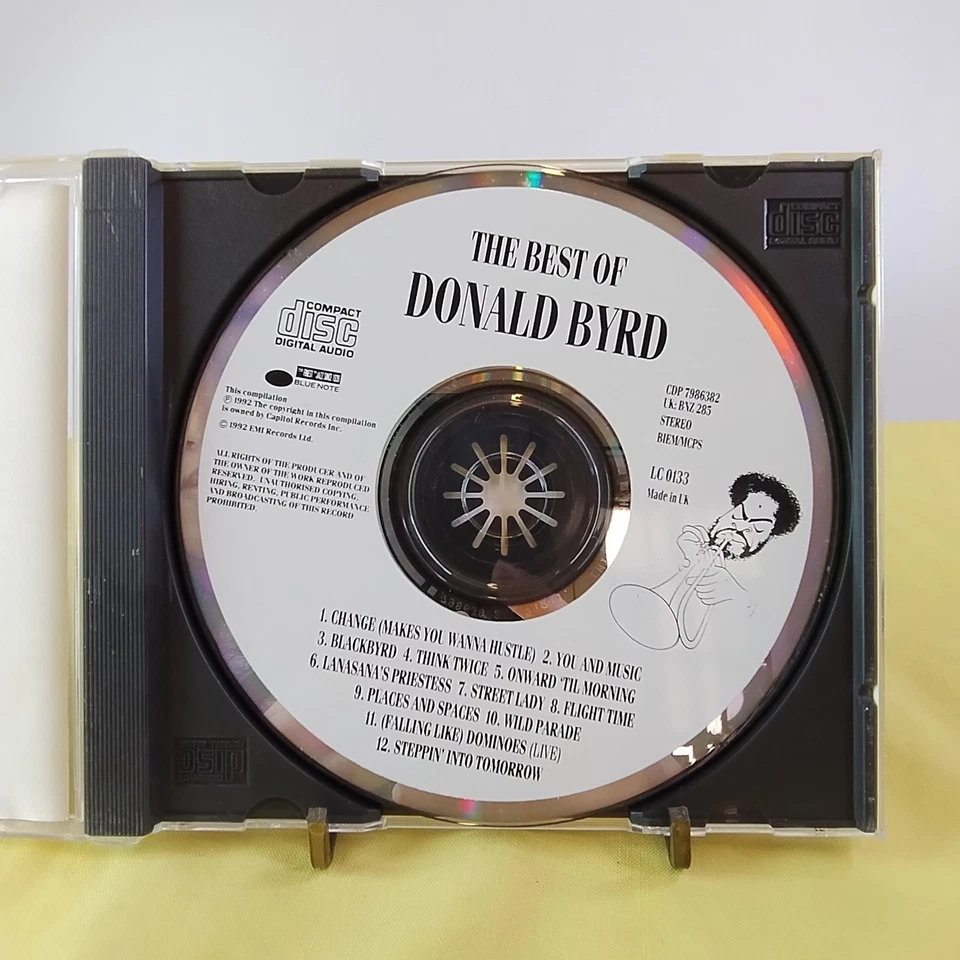 COMPACT
disc
DIGITAL AUDIO
THE BEST OF
DONALD BYRD
COMPACT
disc
DIGITAL AUDIO
BLUE NOTE
This compilation
Ⓟ 1992 The copyright in this compilation
is owned by Capitol Records Inc.
© 1992 EMI Records Ltd.
ALL RIGHTS OF THE PRODUCER AND OF
THE OWNER OF THE WORK REPRODUCED
RESERVED. UNAUTHORISED COPYING,
HIRING, RENTING, PUBLIC PERFORMANCE
AND BROADCASTING OF THIS RECORD
PROHIBITED.
CDP 7986382
UK: BNZ 285
STEREO
BIEM/MCPS
LC 0133
Made in UK
1. CHANGE (MAKES YOU WANNA HUSTLE) 2. YOU AND MUSIC
3. BLACKBYRD 4. THINK TWICE 5. ONWARD 'TIL MORNING
6. LANASANA'S PRIESTESS 7. STREET LADY 8. FLIGHT TIME
9. PLACES AND SPACES 10. WILD PARADE
11. (FALLING LIKE) DOMINOES (LIVE)
12. STEPPIN' INTO TOMORROW
disc